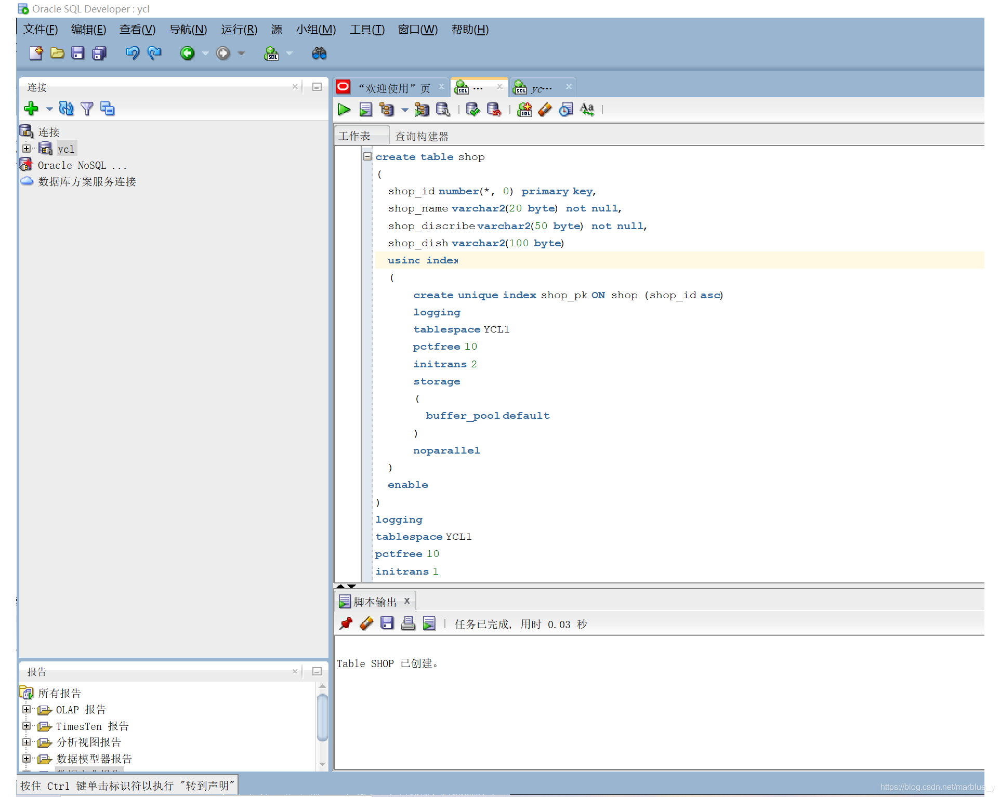 Oracle SQL Developer : ycl
文件(F) 编辑(E) 查看(V) 导航(N) 运行(R) 源 小组(M) 工具(T) 窗口(W) 帮助(H)
连接
连接
ycl
Oracle NoSQL ...
数据库方案服务连接
“欢迎使用”页
...
yc...
工作表 查询构建器
create table shop
(
shop_id number(*, 0) primary key,
shop_name varchar2(20 byte) not null,
shop_discribe varchar2(50 byte) not null,
shop_dish varchar2(100 byte)
using index
(
create unique index shop_pk ON shop (shop_id asc)
logging
tablespace YCL1
pctfree 10
initrans 2
storage
(
buffer_pool default
)
noparallel
)
enable
)
logging
tablespace YCL1
pctfree 10
initrans 1
脚本输出
任务已完成, 用时 0.03 秒
Table SHOP 已创建。
报告
所有报告
OLAP 报告
TimesTen 报告
分析视图报告
数据模型器报告
按住 Ctrl 键单击标识符以执行 "转到声明"
https://blog.csdn.net/marblue_y